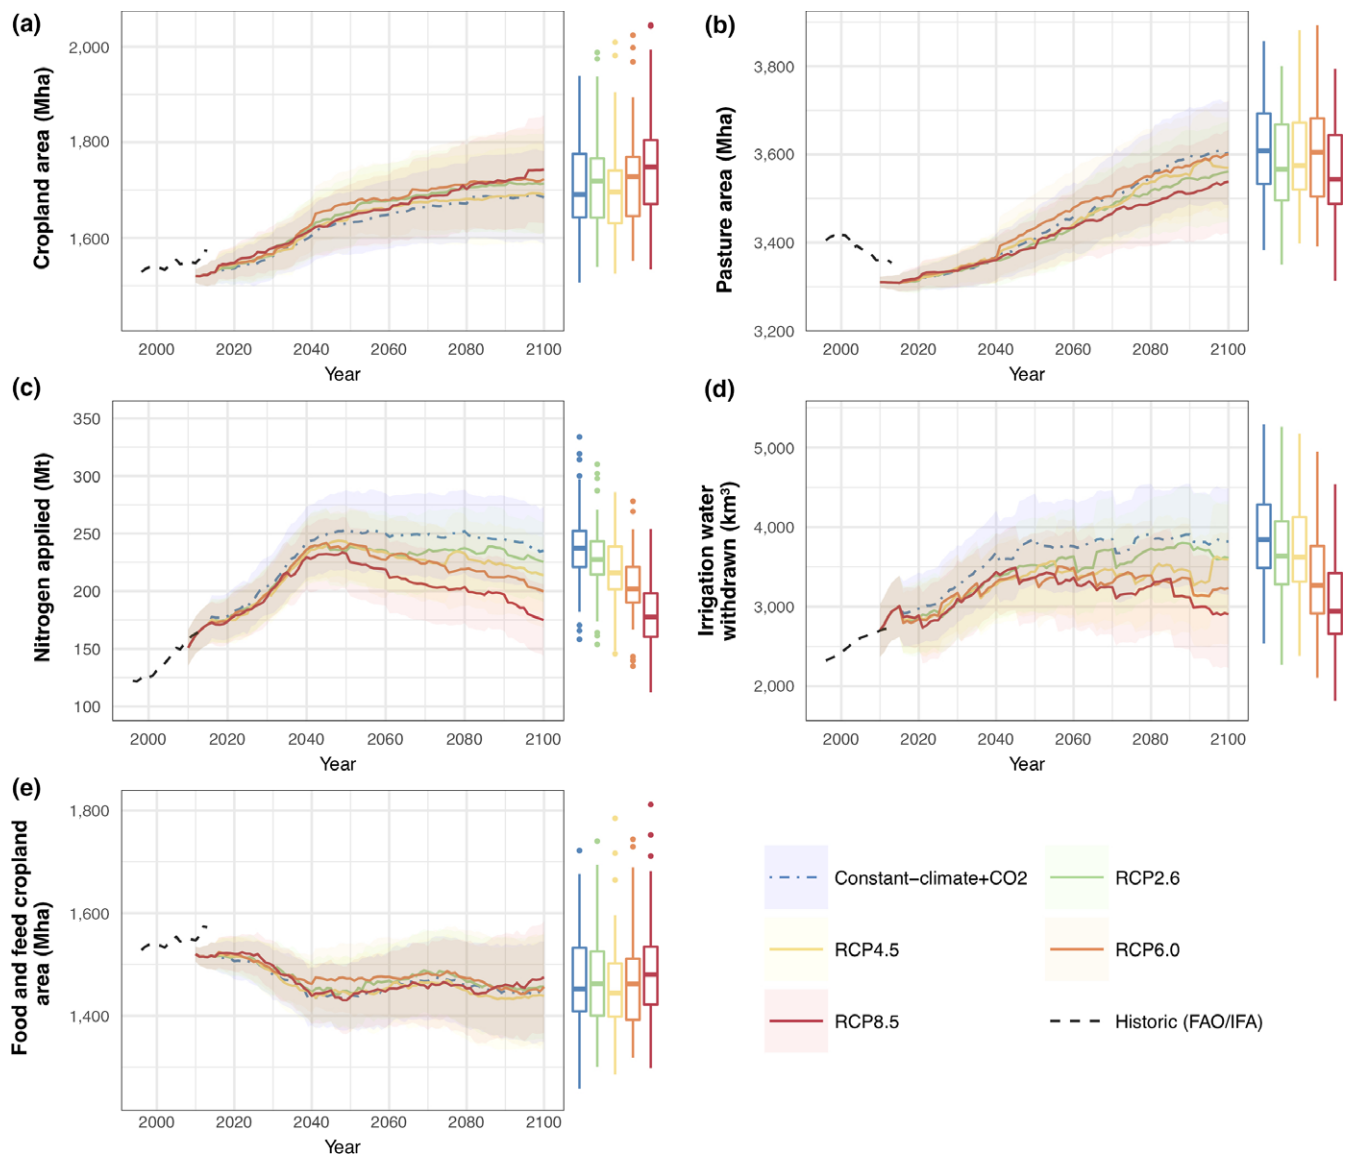 (a)
Cropland area (Mha)
2,000
1.800
1,600
2000 2020 2040 2060 2080 2100
Year
(b)
Pasture area (Mha)
3,800
3,600
3,400
3,200
2000 2020 2040 2060 2080 2100
Year
(c)
Nitrogen applied (Mt)
350
300
250
200
150
100
2000 2020 2040 2060 2080 2100
Year
(d)
Irrigation water
withdrawn (km³)
5,000
4,000
3,000
2,000
2000 2020 2040 2060 2080 2100
Year
(e)
Food and feed cropland
area (Mha)
1,800
1,600
1,400
2000 2020 2040 2060 2080 2100
Year
Constant−climate+CO2
RCP2.6
RCP4.5
RCP6.0
RCP8.5
Historic (FAO/IFA)